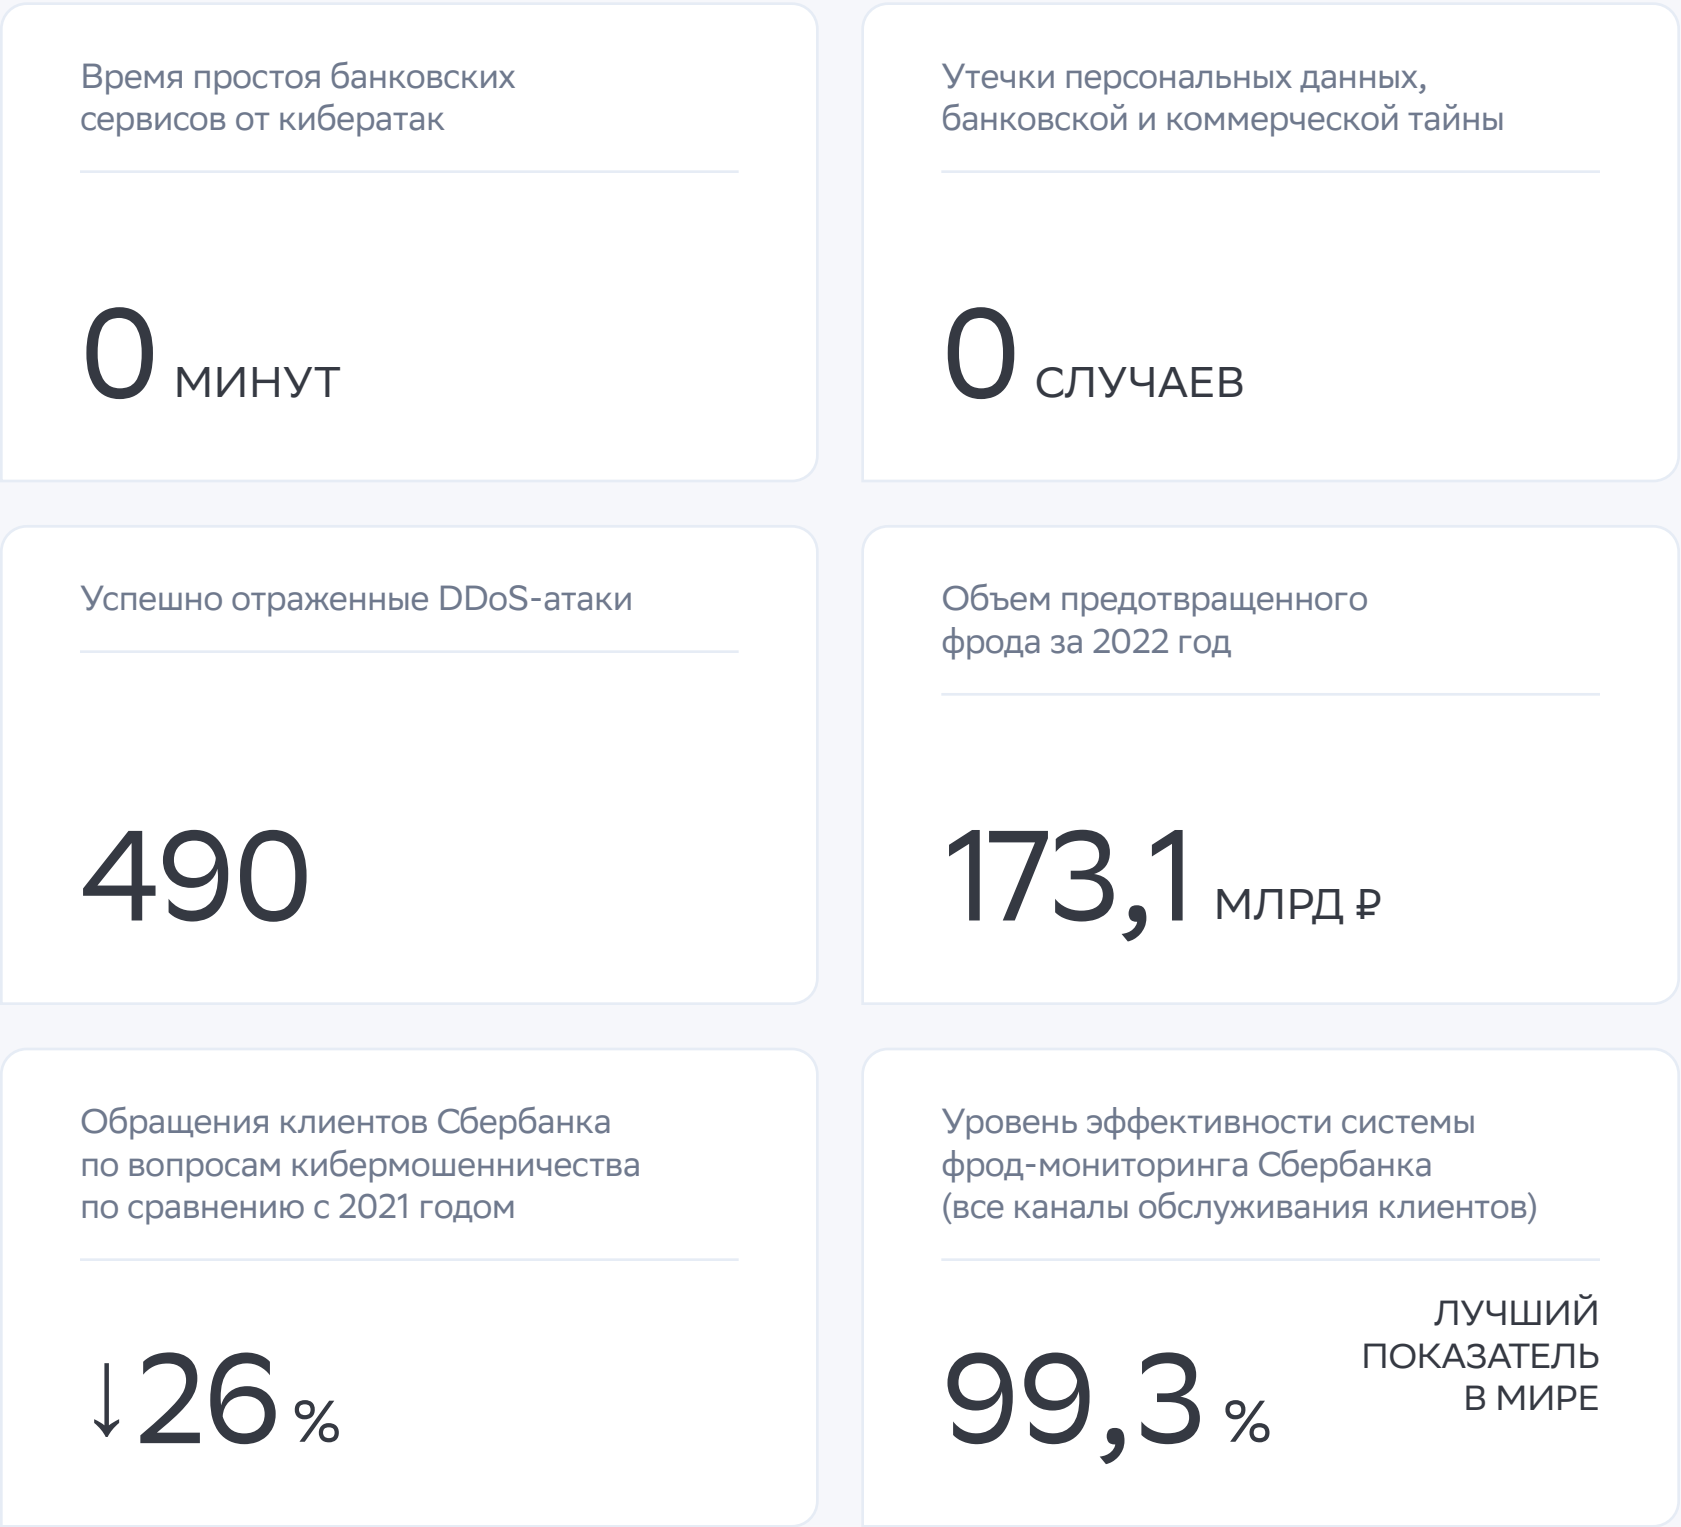 Время простоя банковских
сервисов от кибератак
0 МИНУТ
Утечки персональных данных,
банковской и коммерческой тайны
0 СЛУЧАЕВ
Успешно отраженные DDoS-атаки
490
Объем предотвращенного
фрода за 2022 год
173,1 МЛРД ₽
Обращения клиентов Сбербанка
по вопросам кибермошенничества
по сравнению с 2021 годом
↓26 %
Уровень эффективности системы
фрод-мониторинга Сбербанка
(все каналы обслуживания клиентов)
99,3 %
ЛУЧШИЙ
ПОКАЗАТЕЛЬ
В МИРЕ